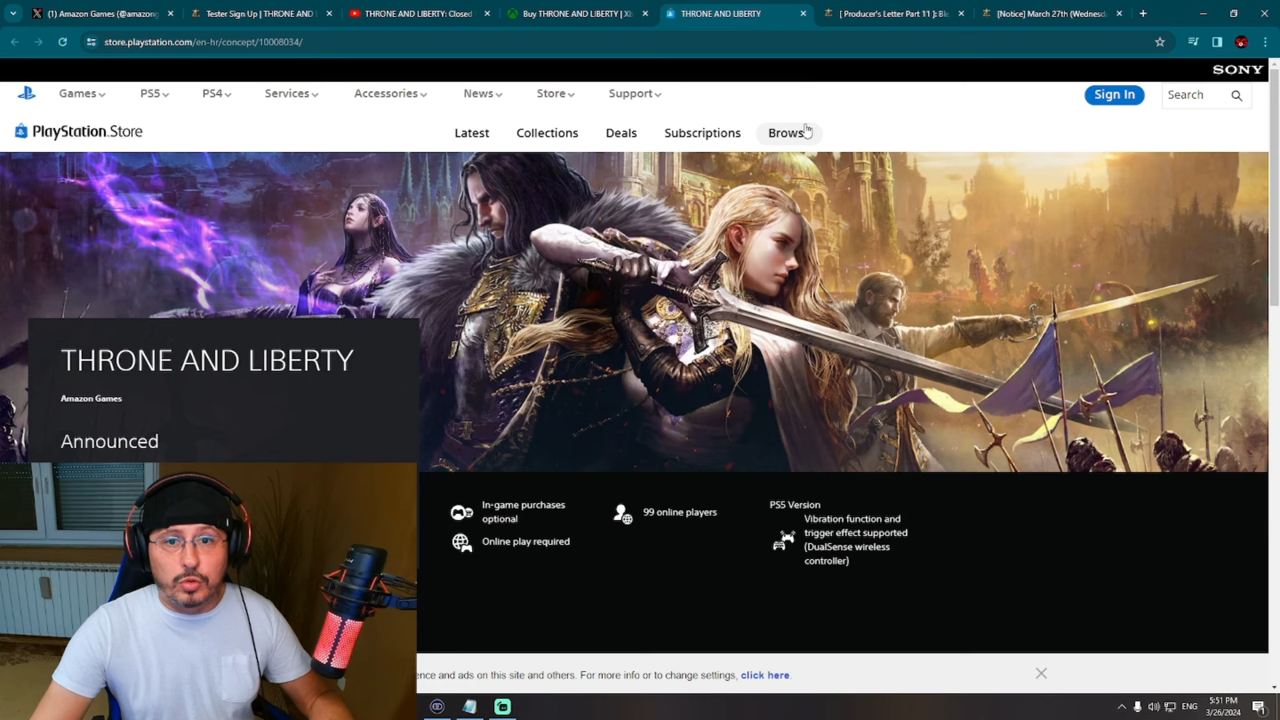 (1) Amazon Games (@amazong
Tester Sign Up | THRONE AND
THRONE AND LIBERTY: Closed
Buy THRONE AND LIBERTY | Xb
THRONE AND LIBERTY
[ Producer's Letter Part 11 ]: Ble
[Notice] March 27th (Wednesda
store.playstation.com/en-hr/concept/10008034/
SONY
Games
PS5
PS4
Services
Accessories
News
Store
Support
Sign In
Search
PlayStation.Store
Latest
Collections
Deals
Subscriptions
Brows
THRONE AND LIBERTY
Amazon Games
Announced
In-game purchases
optional
Online play required
99 online players
PS5 Version
Vibration function and
trigger effect supported
(DualSense wireless
controller)
ence and ads on this site and others. For more info or to change settings, click here.
ENG
5:51 PM
3/26/2024